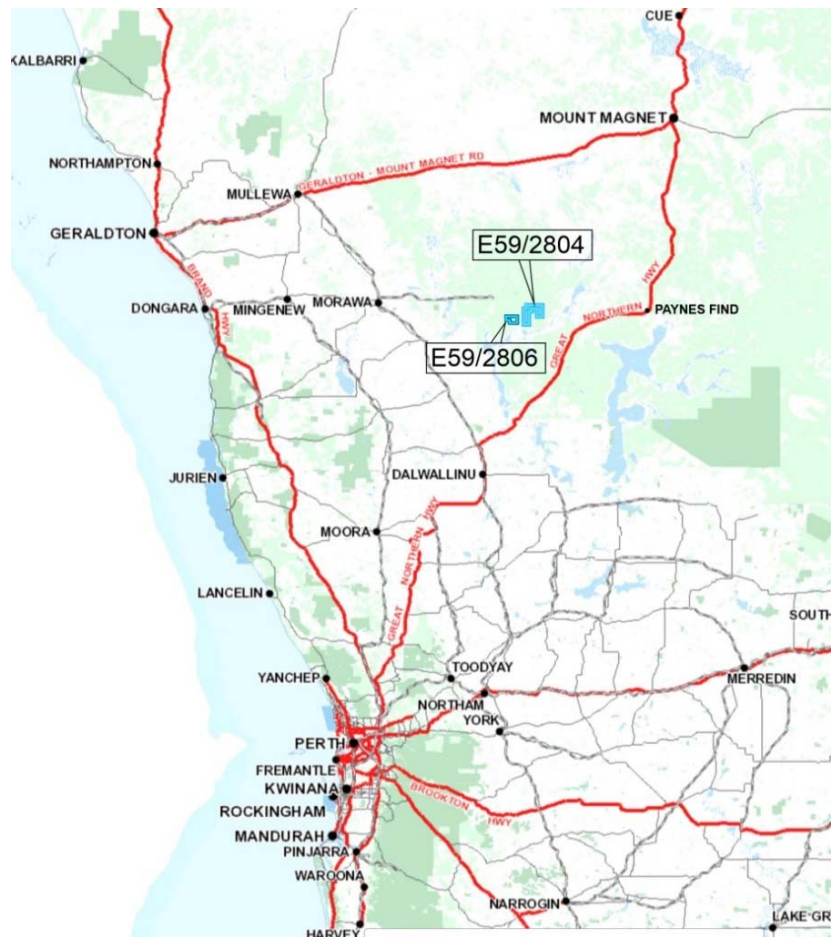 CUE
KALBARRI
MOUNT MAGNET
NORTHAMPTON
GERALDTON - MOUNT MAGNET RD
MULLEWA
GERALDTON
E59/2804
BRAND
HWY
HWY
DONGARA
MINGENEW
MORAWA
NORTHERN
PAYNES FIND
GREAT
E59/2806
JURIEN
DALWALLINU
HWY
MOORA
NORTHERN
LANCELIN
GREAT
SOUTH
YANCHEP
TOODYAY
MERREDIN
NORTHAM
YORK
PERTH
FREMANTLE
KWINANA
BROOKTON
HWY
ROCKINGHAM
MANDURAH
PINJARRA
WAROONA
NARROGIN
LAKE GR
HARVEY